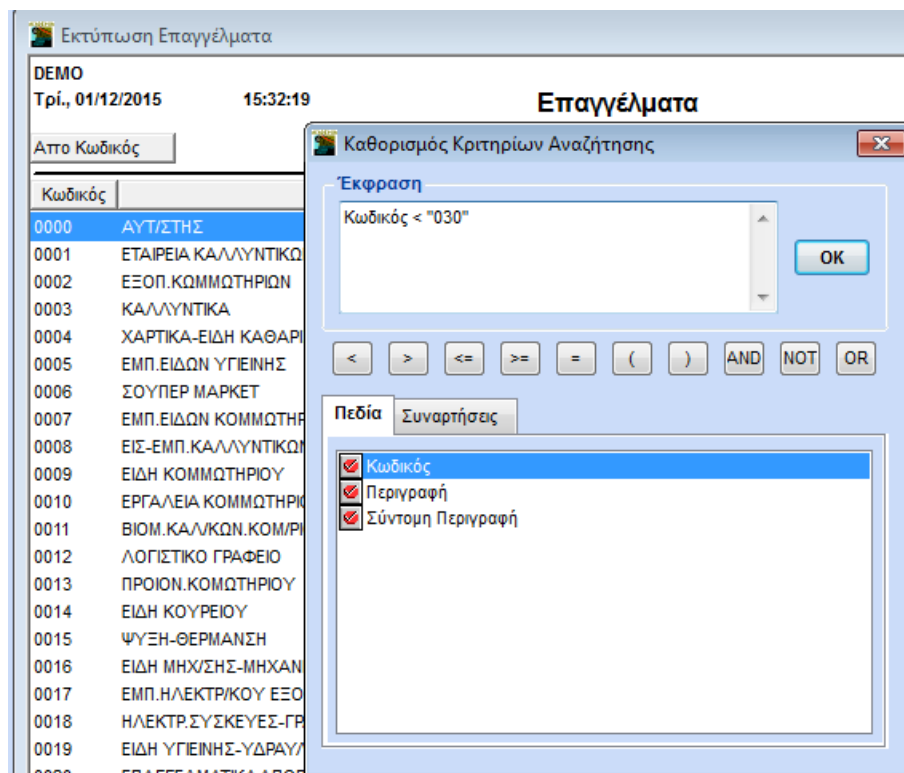 Εκτύπωση Επαγγέλματα
DEMO
Τρί., 01/12/2015 15:32:19
Επαγγέλματα
Απο Κωδικός
Κωδικός
0000 ΑΥΤ/ΣΤΗΣ
0001 ΕΤΑΙΡΕΙΑ ΚΑΛΛΥΝΤΙΚΩ
0002 ΕΞΟΠ.ΚΩΜΜΩΤΗΡΙΩΝ
0003 ΚΑΛΛΥΝΤΙΚΑ
0004 ΧΑΡΤΙΚΑ-ΕΙΔΗ ΚΑΘΑΡΙ
0005 ΕΜΠ.ΕΙΔΩΝ ΥΓΙΕΙΝΗΣ
0006 ΣΟΥΠΕΡ ΜΑΡΚΕΤ
0007 ΕΜΠ.ΕΙΔΩΝ ΚΟΜΜΩΤΗΡ
0008 ΕΙΣ-ΕΜΠ.ΚΑΛΛΥΝΤΙΚΩΝ
0009 ΕΙΔΗ ΚΟΜΜΩΤΗΡΙΟΥ
0010 ΕΡΓΑΛΕΙΑ ΚΟΜΜΩΤΗΡΙΟ
0011 ΒΙΟΜ.ΚΑΛ/ΚΩΝ.ΚΟΜ/ΡΙ
0012 ΛΟΓΙΣΤΙΚΟ ΓΡΑΦΕΙΟ
0013 ΠΡΟΙΟΝ.ΚΟΜΩΤΗΡΙΟΥ
0014 ΕΙΔΗ ΚΟΥΡΕΙΟΥ
0015 ΨΥΞΗ-ΘΕΡΜΑΝΣΗ
0016 ΕΙΔΗ ΜΗΧ/ΣΗΣ-ΜΗΧΑΝ
0017 ΕΜΠ.ΗΛΕΚΤΡ/ΚΟΥ ΕΞΟ
0018 ΗΛΕΚΤΡ.ΣΥΣΚΕΥΕΣ-ΓΡ
0019 ΕΙΔΗ ΥΓΙΕΙΝΗΣ-ΥΔΡΑΥΛ
Καθορισμός Κριτηρίων Αναζήτησης
Έκφραση
Κωδικός < "030"
OK
< > <= >= = ( ) AND NOT OR
Πεδία Συναρτήσεις
Κωδικός
Περιγραφή
Σύντομη Περιγραφή